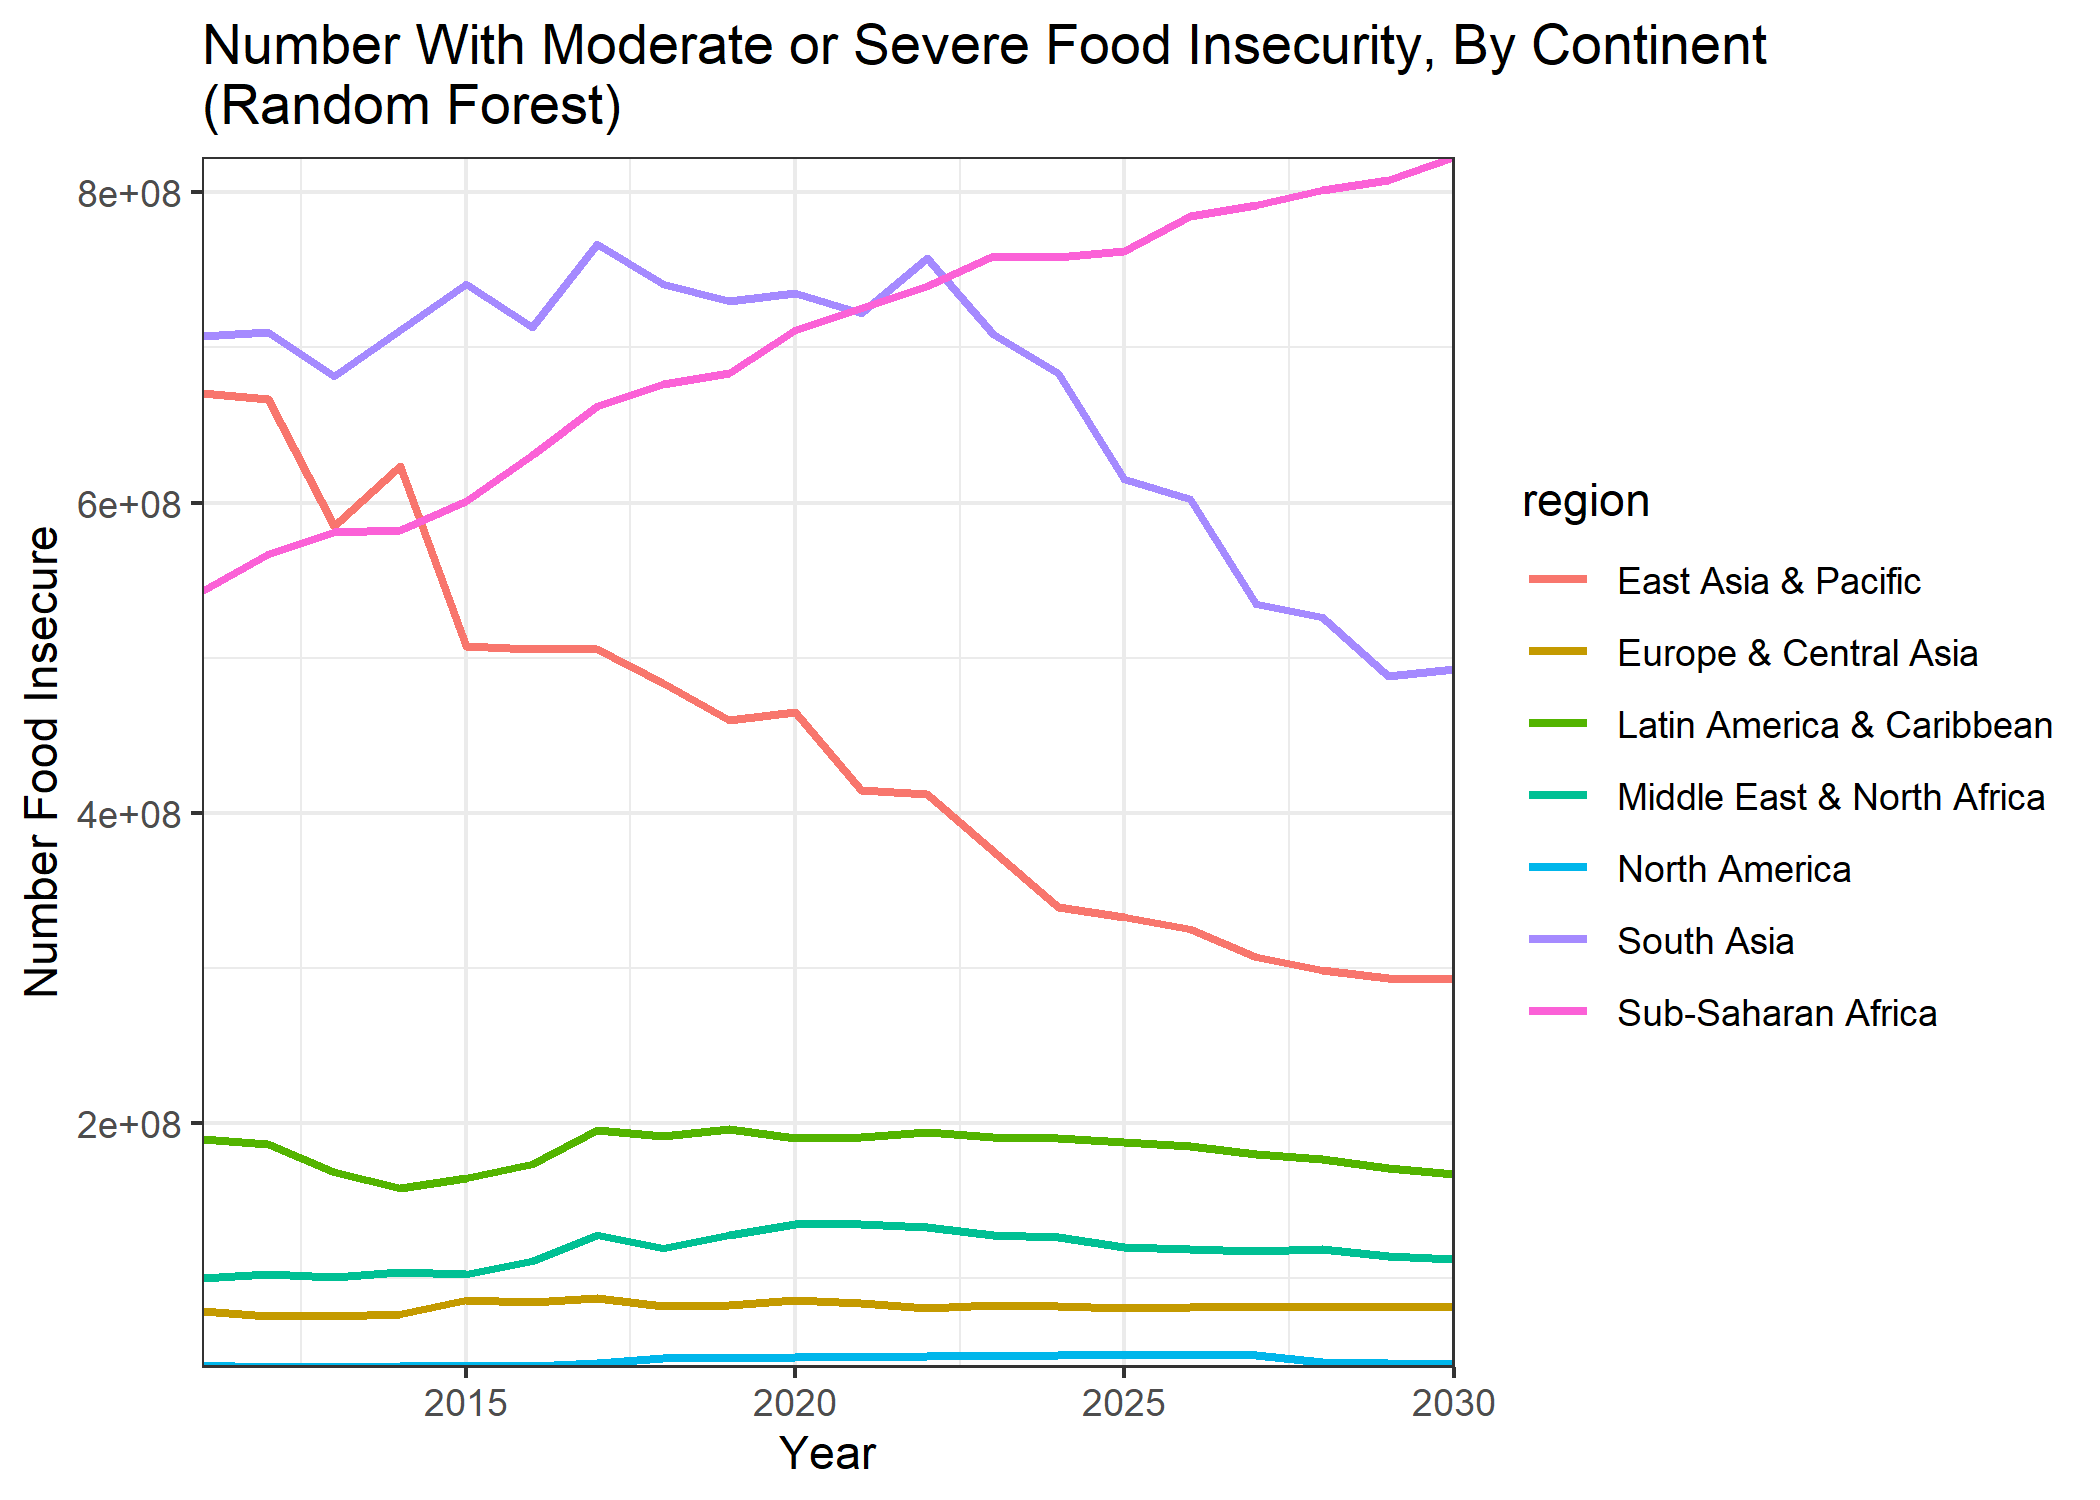 Number With Moderate or Severe Food Insecurity, By Continent
(Random Forest)
Number Food Insecure
8e+08
6e+08
4e+08
2e+08
2015
2020
2025
2030
Year
region
East Asia & Pacific
Europe & Central Asia
Latin America & Caribbean
Middle East & North Africa
North America
South Asia
Sub-Saharan Africa